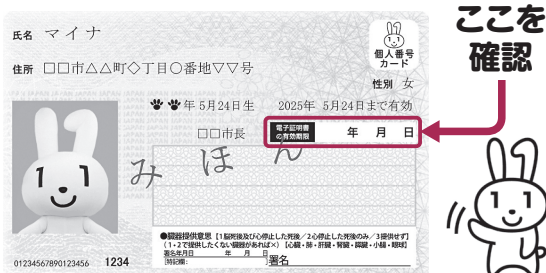 ここを
確認
氏名 マイナ
個人番号
カード
住所 □□市△△町◇丁目○番地▽▽号
性別 女
年 5月24日生
2025年 5月24日まで有効
□□市長
電子証明書
の有効期限
年 月 日
みほん
●臓器提供意思【1脳死後及び心停止した死後／2心停止した死後のみ／3提供せず】
(1・2で提供したくない臓器があれば×)【心臓・肺・肝臓・腎臓・膵臓・小腸・眼球】
署名年月日 年 月 日
[特記欄: ]署名
01234567890123456 1234